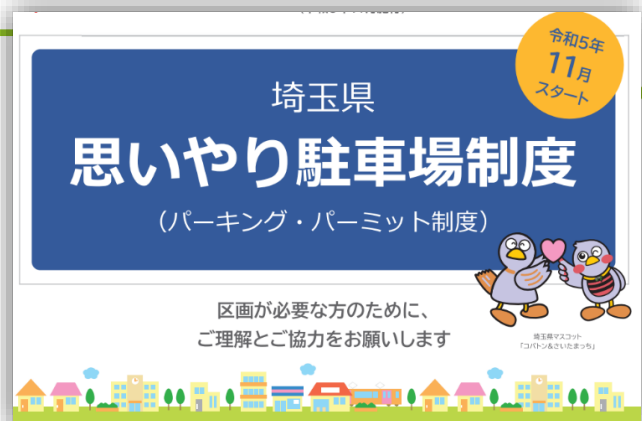 令和5年
11月
スタート
埼玉県
思いやり駐車場制度
(パーキング・パーミット制度)
区画が必要な方のために、
ご理解とご協力をお願いします
埼玉県マスコット
「コバトン&さいたまっち」